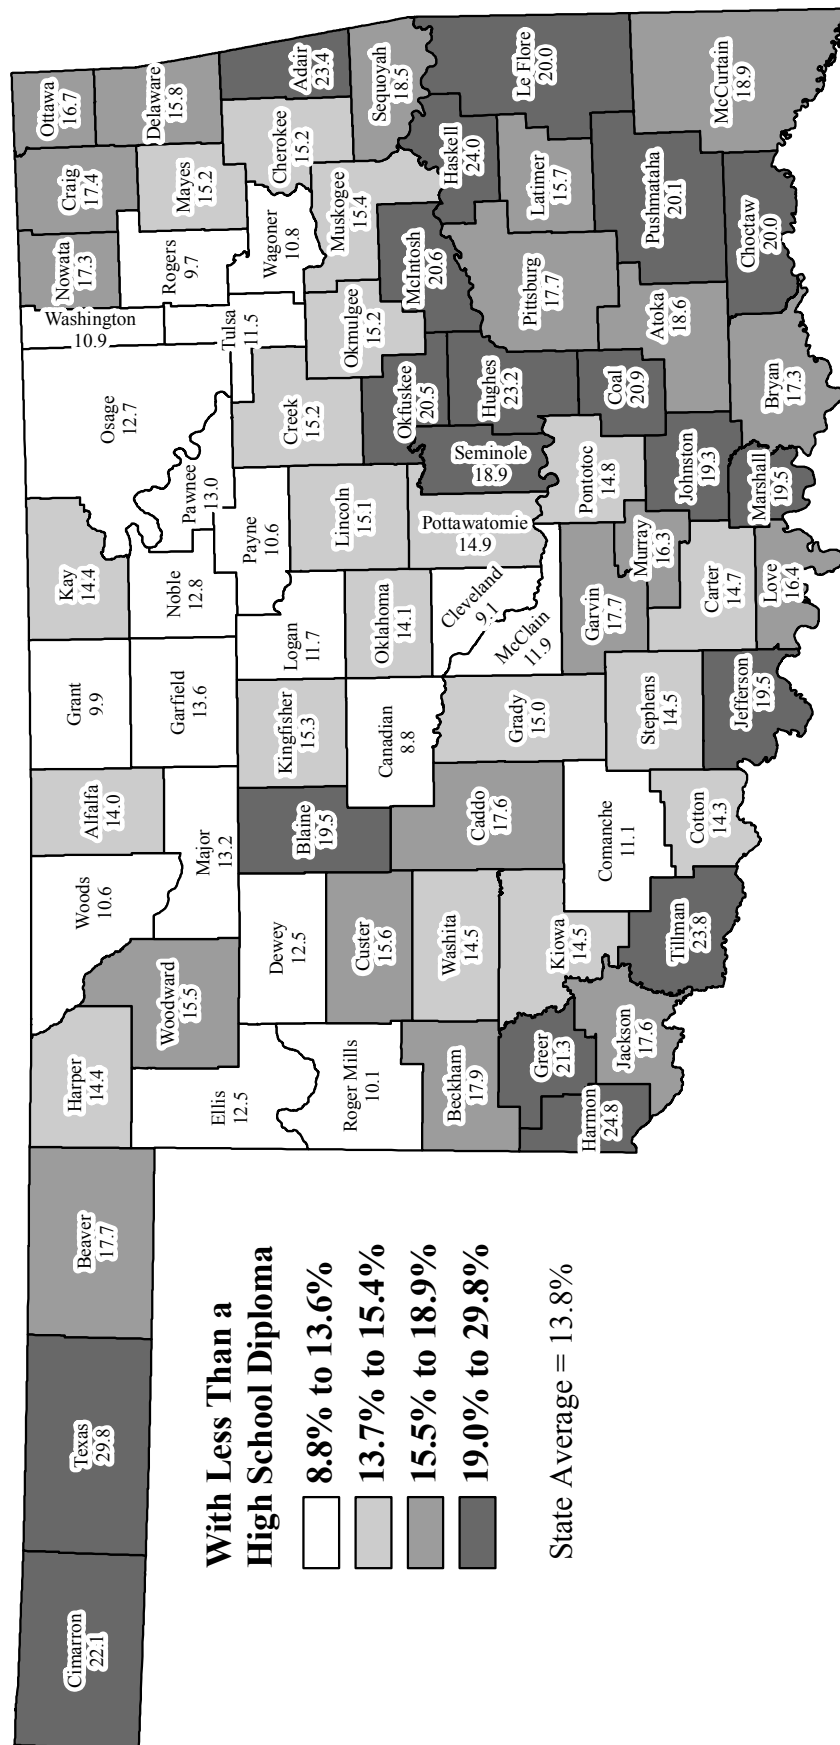 Cimarron
22.1
Texas
29.8
Beaver
17.7
Harper
14.4
Woods
10.6
Alfalfa
14.0
Grant
9.9
Kay
14.4
Osage
12.7
Washington
10.9
Nowata
17.3
Craig
17.4
Ottawa
16.7
Delaware
15.8
Mayes
15.2
Rogers
9.7
Pawnee
13.0
Noble
12.8
Garfield
13.6
Major
13.2
Woodward
15.5
Ellis
12.5
Tulsa
11.5
Wagoner
10.8
Cherokee
15.2
Adair
23.4
Payne
10.6
Creek
15.2
Logan
11.7
Kingfisher
15.3
Blaine
19.5
Dewey
12.5
Roger Mills
10.1
Custer
15.6
Canadian
8.8
Oklahoma
14.1
Lincoln
15.1
Okfuskee
20.5
Okmulgee
15.2
Muskogee
15.4
Sequoyah
18.5
McIntosh
20.6
Haskell
24.0
Le Flore
20.0
Latimer
15.7
Pittsburg
17.7
Hughes
23.2
Seminole
18.9
Pottawatomie
14.9
Cleveland
9.1
McClain
11.9
Grady
15.0
Caddo
17.6
Washita
14.5
Beckham
17.9
Greer
21.3
Harmon
24.8
Jackson
17.6
Kiowa
14.5
Comanche
11.1
Tillman
23.8
Cotton
14.3
Stephens
14.5
Jefferson
19.5
Garvin
17.7
Murray
16.3
Carter
14.7
Love
16.4
Pontotoc
14.8
Coal
20.9
Johnston
19.3
Marshall
19.5
Atoka
18.6
Bryan
17.3
Pushmataha
20.1
Choctaw
20.0
McCurtain
18.9
With Less Than a
High School Diploma
8.8% to 13.6%
13.7% to 15.4%
15.5% to 18.9%
19.0% to 29.8%
State Average = 13.8%